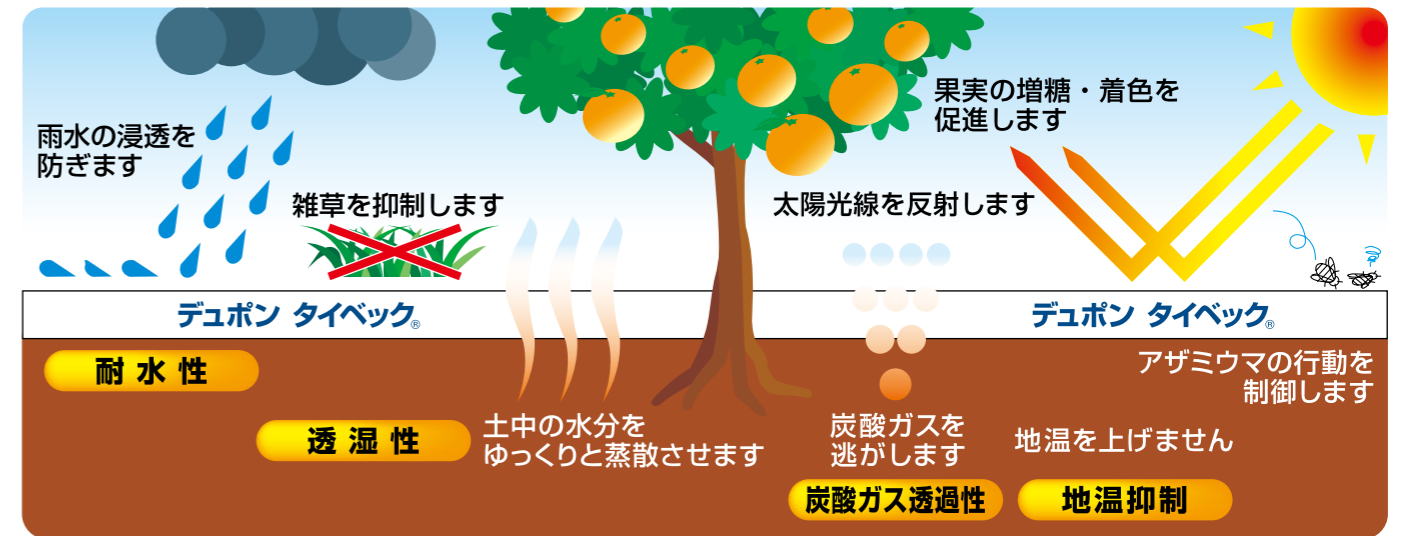 雨水の浸透を
防ぎます
雑草を抑制します
果実の増糖・着色を
促進します
太陽光線を反射します
デュポン タイベック®
デュポン タイベック®
耐水性
透湿性
土中の水分を
ゆっくりと蒸散させます
炭酸ガスを
逃がします
炭酸ガス透過性
アザミウマの行動を
制御します
地温を上げません
地温抑制